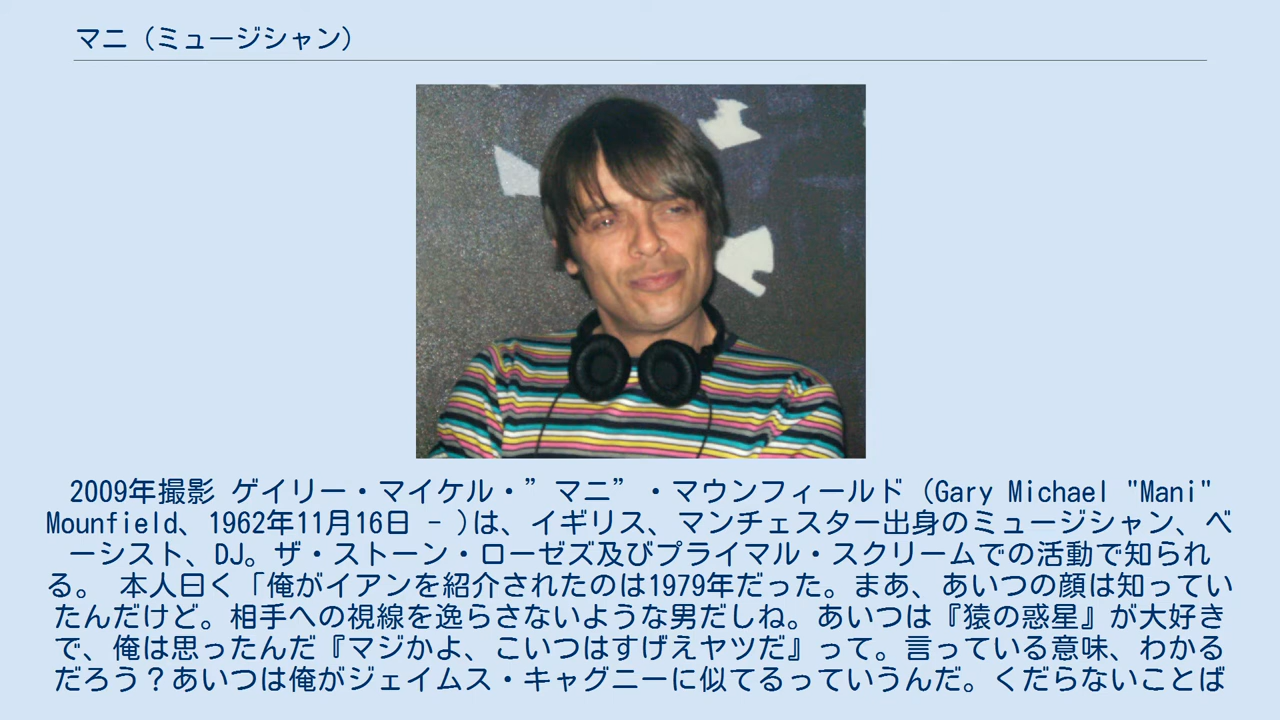 マニ（ミュージシャン）
2009年撮影 ゲイリー・マイケル・”マニ”・マウンフィールド（Gary Michael "Mani"
Mounfield、1962年11月16日 - )は、イギリス、マンチェスター出身のミュージシャン、ベ
ーシスト、DJ。ザ・ストーン・ローゼズ及びプライマル・スクリームでの活動で知られ
る。 本人曰く「俺がイアンを紹介されたのは1979年だった。まあ、あいつの顔は知ってい
たんだけど。相手への視線を逸らさないような男だしね。あいつは『猿の惑星』が大好き
で、俺は思ったんだ『マジかよ、こいつはすげえヤツだ』って。言っている意味、わかる
だろう？あいつは俺がジェイムス・キャグニーに似てるっていうんだ。くだらないことば